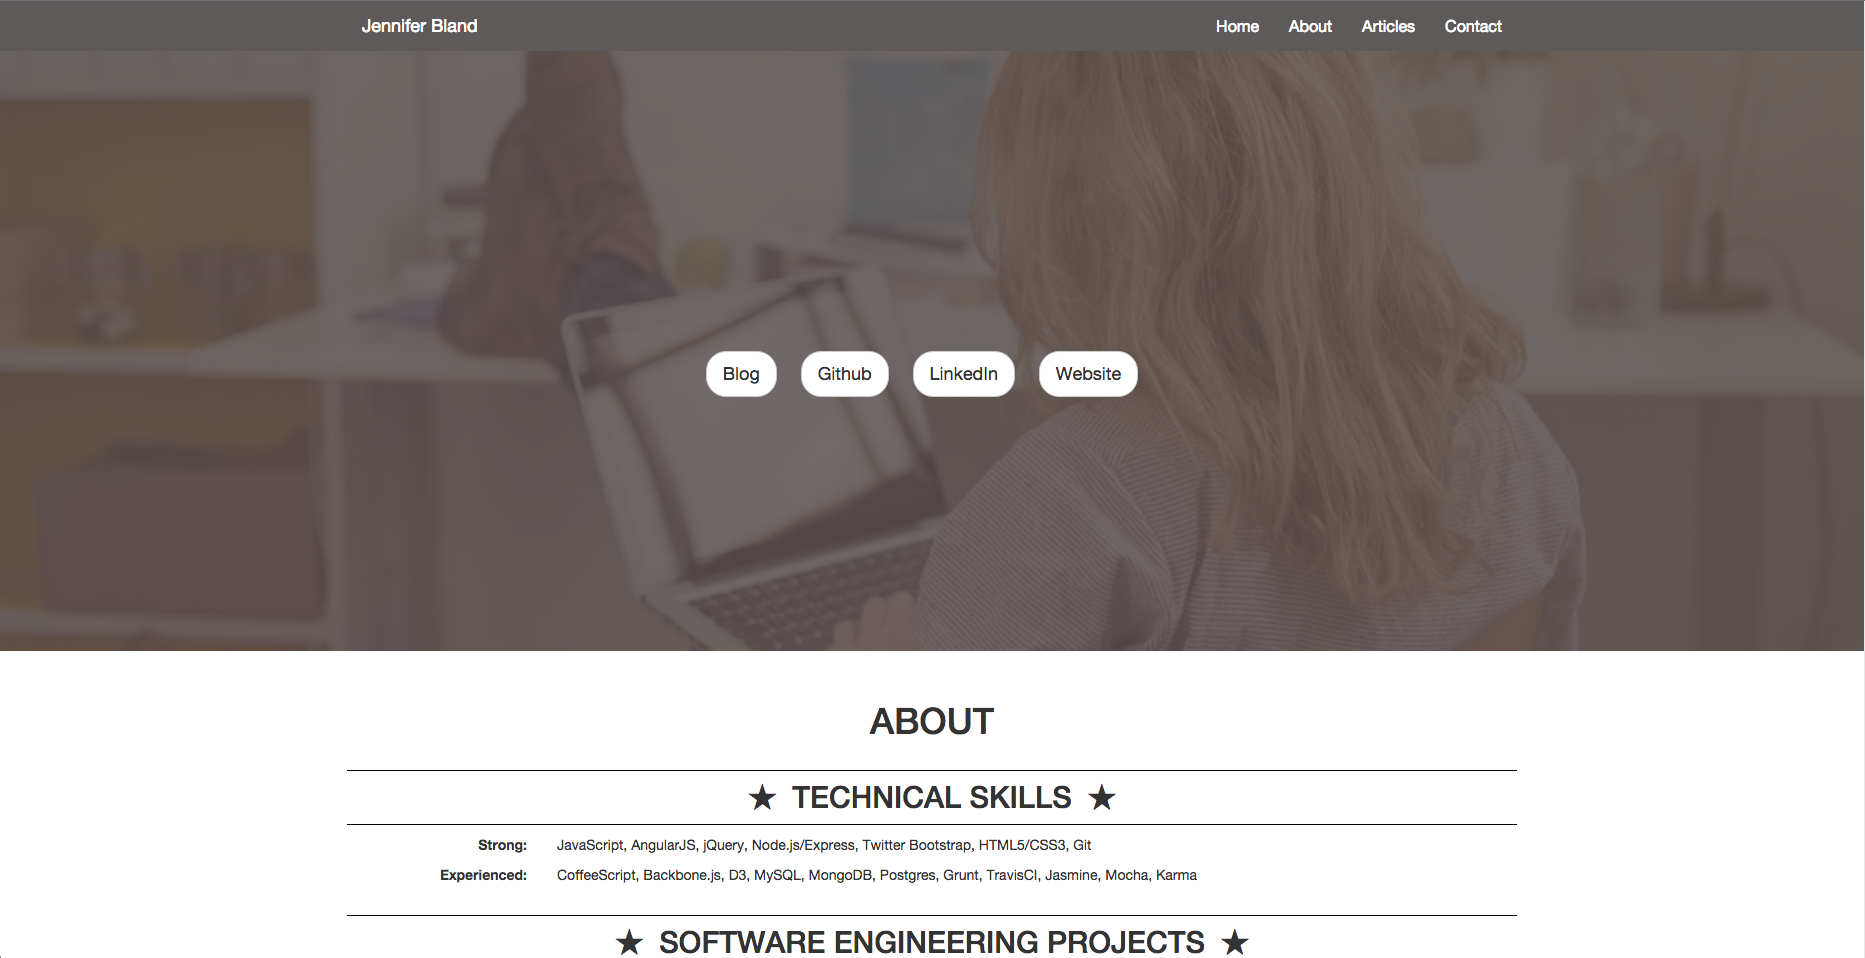 Jennifer Bland Home About Articles Contact
Blog Github LinkedIn Website
ABOUT
★ TECHNICAL SKILLS ★
Strong: JavaScript, AngularJS, jQuery, Node.js/Express, Twitter Bootstrap, HTML5/CSS3, Git
Experienced: CoffeeScript, Backbone.js, D3, MySQL, MongoDB, Postgres, Grunt, TravisCI, Jasmine, Mocha, Karma
★ SOFTWARE ENGINEERING PROJECTS ★